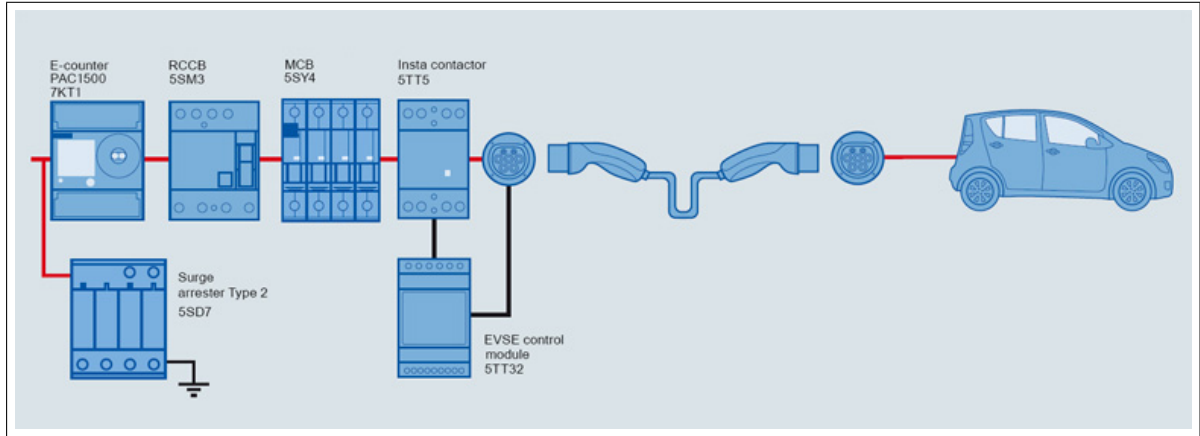 E-counter
PAC1500
7KT1
RCCB
5SM3
MCB
5SY4
Insta contactor
5TT5
Surge
arrester Type 2
5SD7
EVSE control
module
5TT32